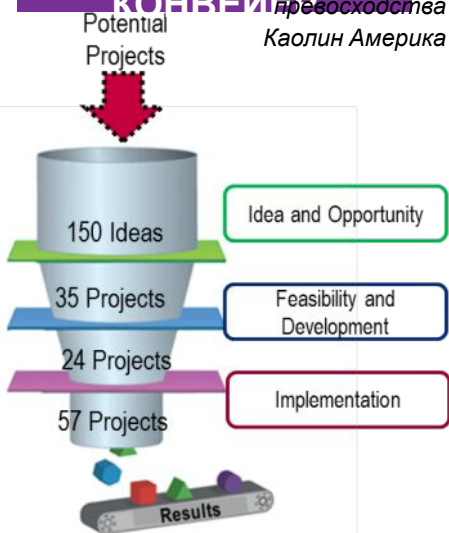 КОНВЕЙЕР
превосходства
Каолин Америка
Potential
Projects
150 Ideas
Idea and Opportunity
35 Projects
Feasibility and
Development
24 Projects
Implementation
57 Projects
Results